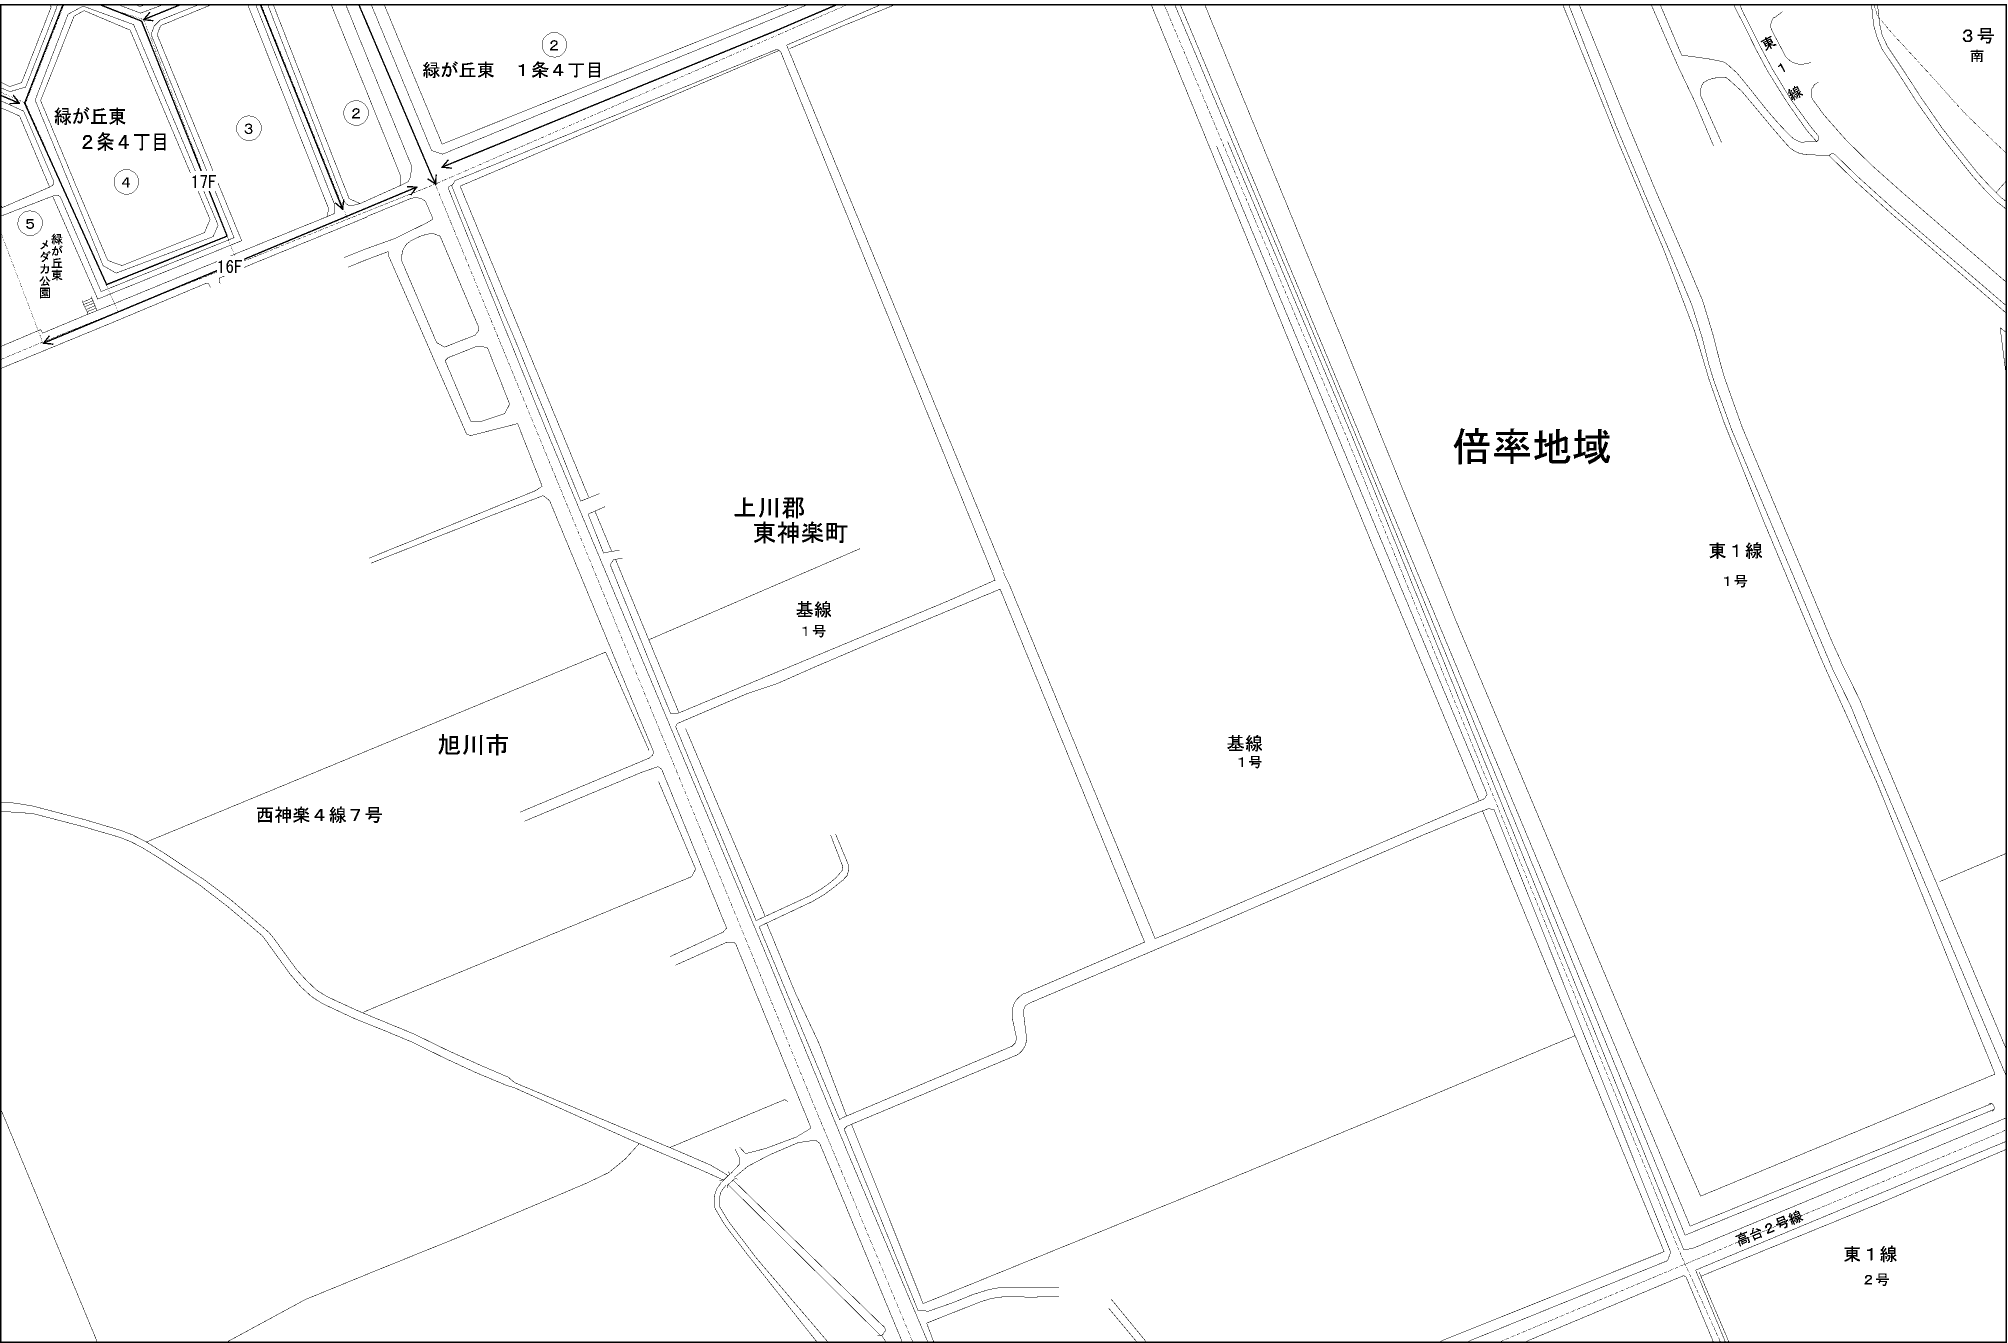 緑が丘東
２条４丁目
④
17F
③
②
②
緑が丘東　１条４丁目
⑤
緑が丘東
メダカ公園
16F
東１線
３号
南
倍率地域
上川郡
東神楽町
基線
１号
東１線
１号
旭川市
西神楽４線７号
基線
１号
高台２号線
東１線
２号